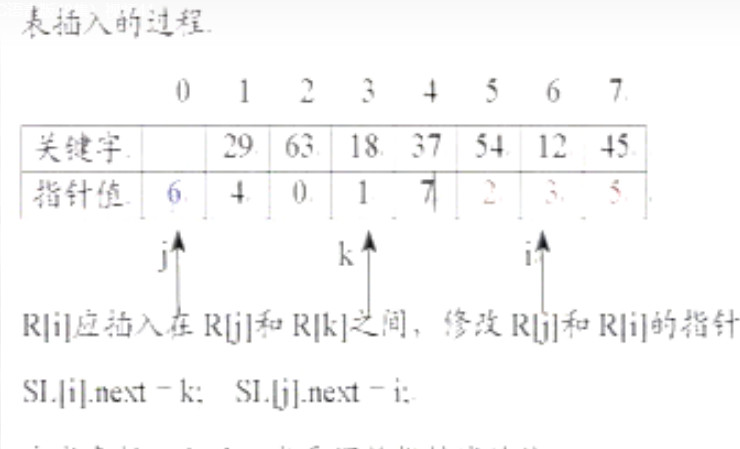 表插入的过程.
0 1 2 3 4 5 6 7.
关键字. 29. 63. 18. 37 54. 12 45.
指针值. 6. 4. 0. 1 7 2. 3. 5.
j k i
R[i]应插入在 R[j]和 R[k]之间，修改 R[j]和 R[i]的指针
SL[i].next = k; SL[j].next = i;